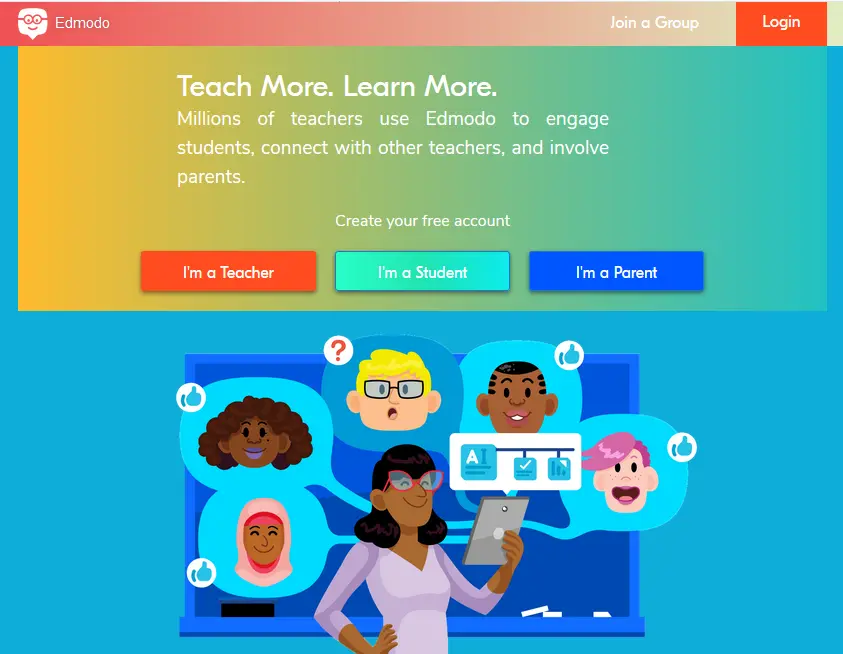 Edmodo
Join a Group
Login
Teach More. Learn More.
Millions of teachers use Edmodo to engage
students, connect with other teachers, and involve
parents.
Create your free account
I'm a Teacher
I'm a Student
I'm a Parent
?
AI